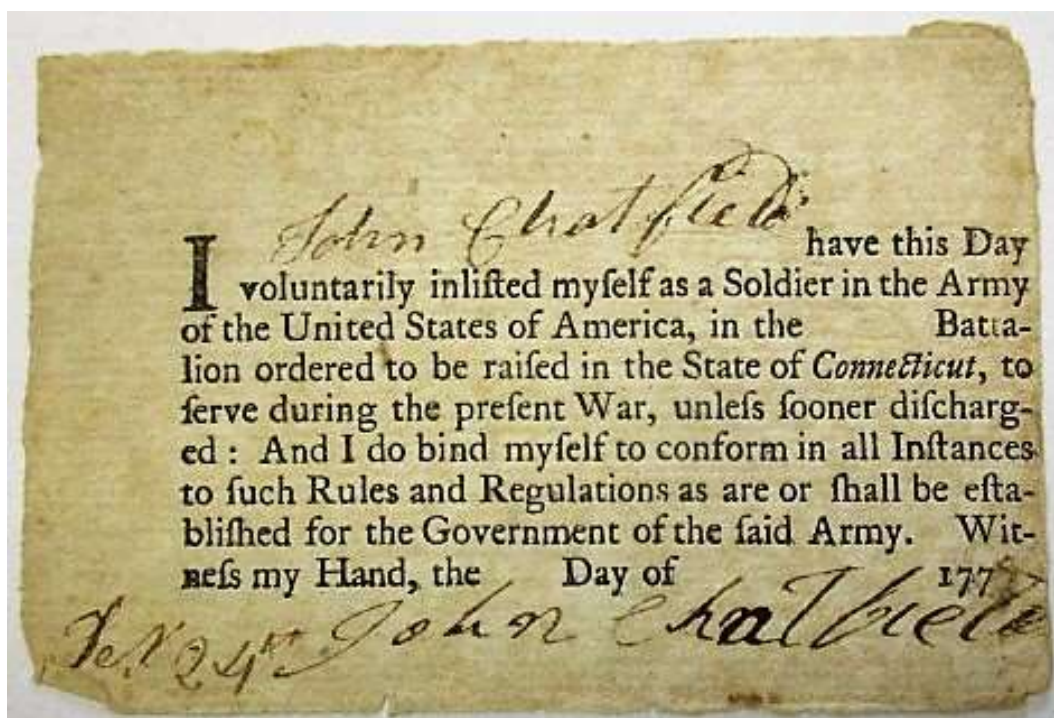 John Chatfield have this Day
I voluntarily inliſted myſelf as a Soldier in the Army
of the United States of America, in the Batta-
lion ordered to be raiſed in the State of Connecticut, to
ſerve during the preſent War, unleſs ſooner diſcharg-
ed : And I do bind myſelf to conform in all Inſtances
to ſuch Rules and Regulations as are or ſhall be eſta-
bliſhed for the Government of the ſaid Army. Wit-
neſs my Hand, the Day of 177
24th John Chatfield